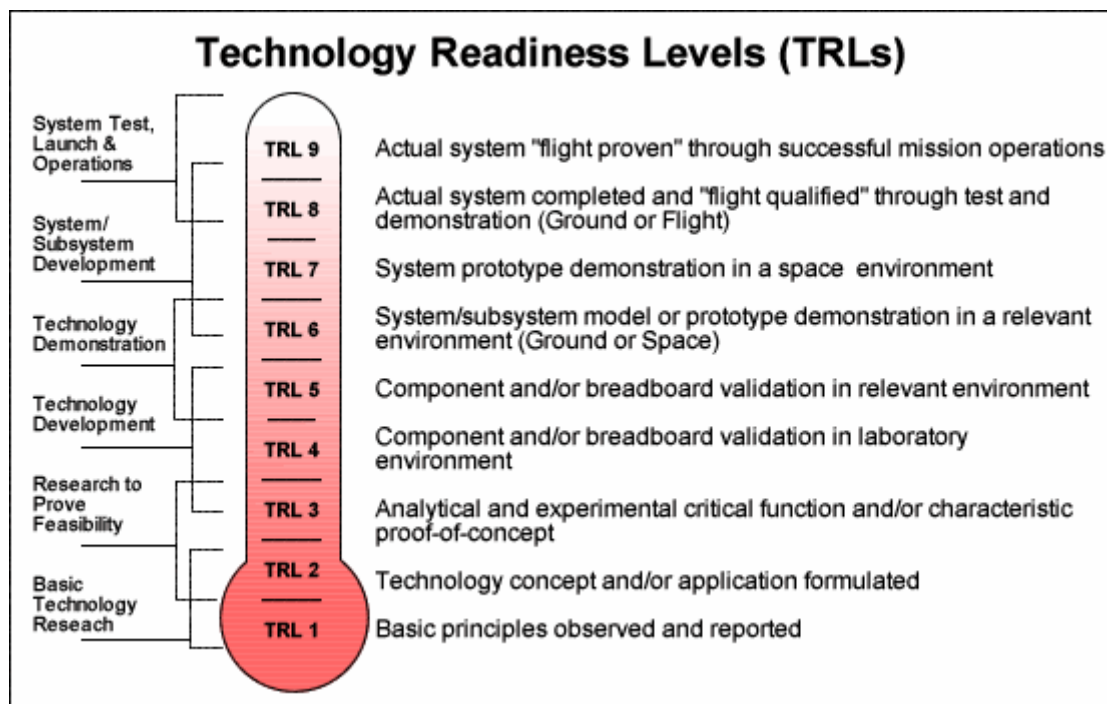 Technology Readiness Levels (TRLs)
System Test,
Launch &
Operations
System/
Subsystem
Development
Technology
Demonstration
Technology
Development
Research to
Prove
Feasibility
Basic
Technology
Reseach
TRL 9
Actual system "flight proven" through successful mission operations
TRL 8
Actual system completed and "flight qualified" through test and
demonstration (Ground or Flight)
TRL 7
System prototype demonstration in a space environment
TRL 6
System/subsystem model or prototype demonstration in a relevant
environment (Ground or Space)
TRL 5
Component and/or breadboard validation in relevant environment
TRL 4
Component and/or breadboard validation in laboratory
environment
TRL 3
Analytical and experimental critical function and/or characteristic
proof-of-concept
TRL 2
Technology concept and/or application formulated
TRL 1
Basic principles observed and reported